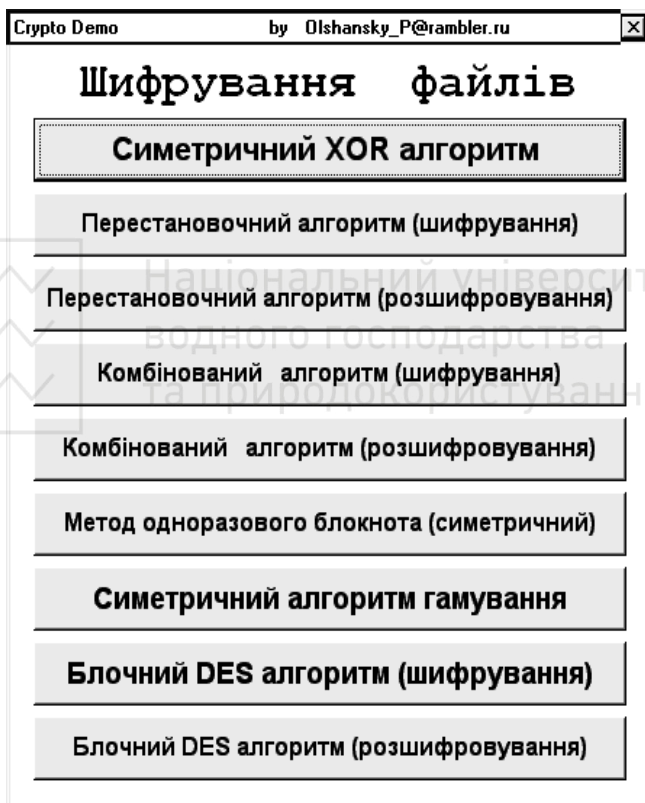 Crypto Demo by Olshansky_P@rambler.ru
Шифрування файлів
Симетричний XOR алгоритм
Перестановочний алгоритм (шифрування)
Національний університ
Перестановочний алгоритм (розшифровування)
водного господарства
Комбінований алгоритм (шифрування)
та природокористуванн
Комбінований алгоритм (розшифровування)
Метод одноразового блокнота (симетричний)
Симетричний алгоритм гамування
Блочний DES алгоритм (шифрування)
Блочний DES алгоритм (розшифровування)